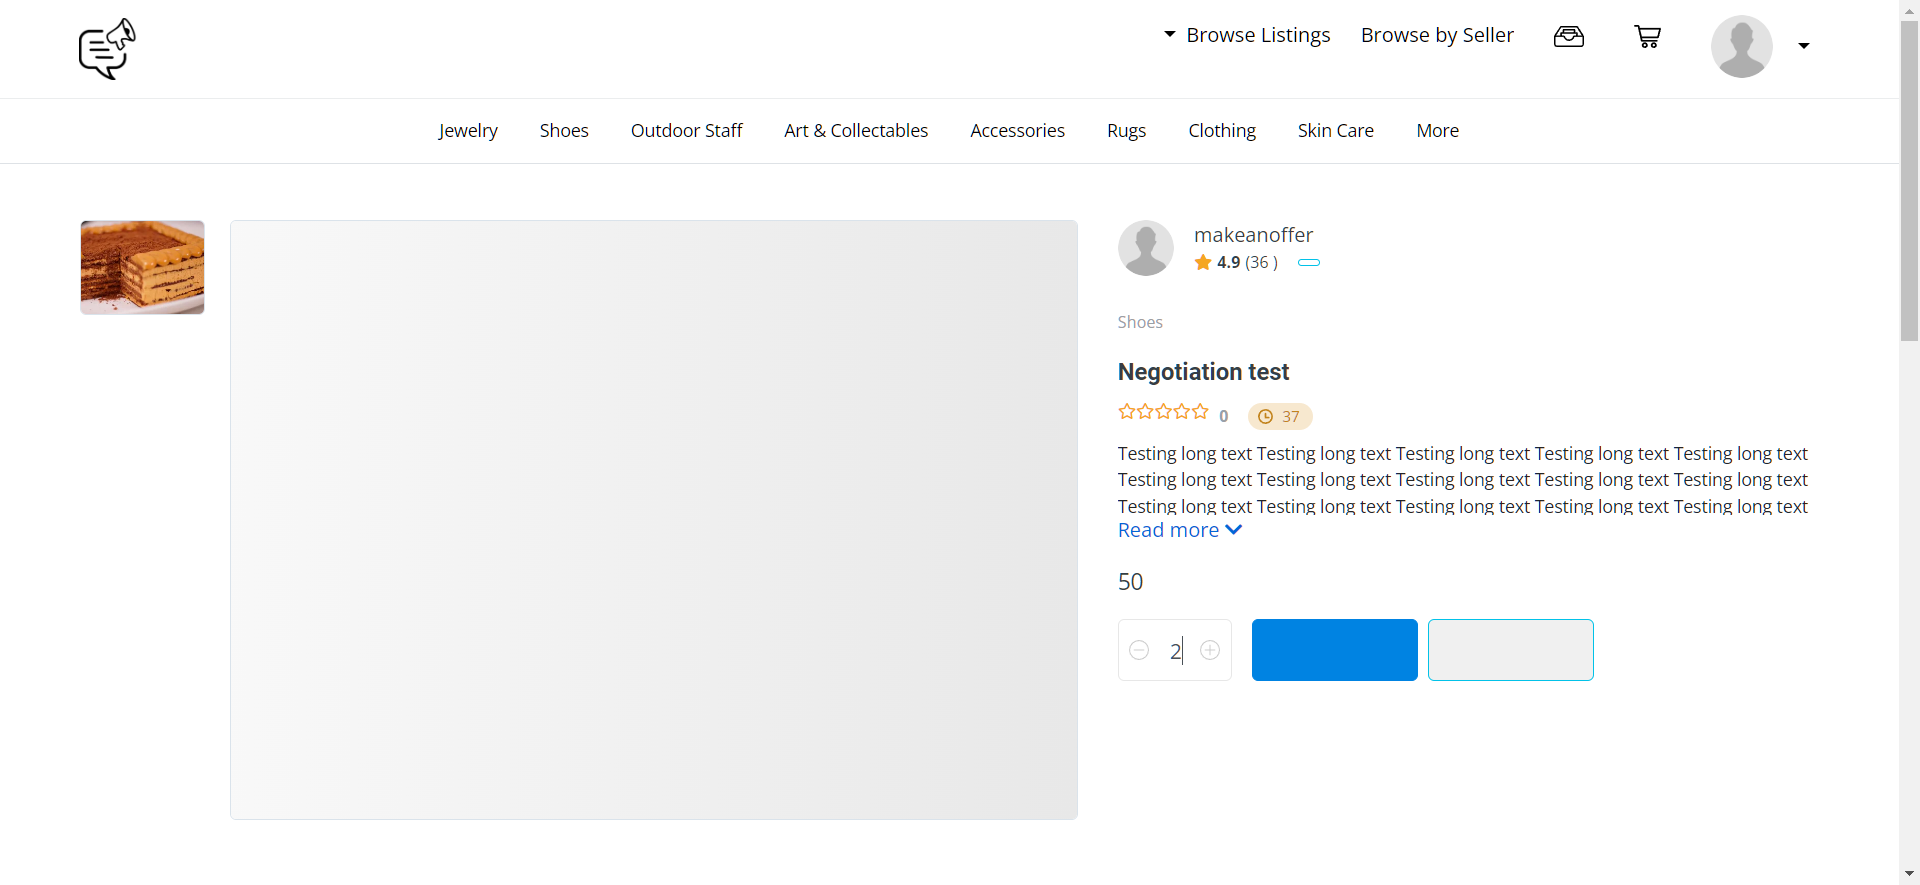 Browse Listings Browse by Seller
Jewelry Shoes Outdoor Staff Art & Collectables Accessories Rugs Clothing Skin Care More
makeanoffer
4.9 (36 )
Shoes
Negotiation test
0 37
Testing long text Testing long text Testing long text Testing long text Testing long text
Testing long text Testing long text Testing long text Testing long text Testing long text
Testing long text Testing long text Testing long text Testing long text Testing long text
Read more
50
2